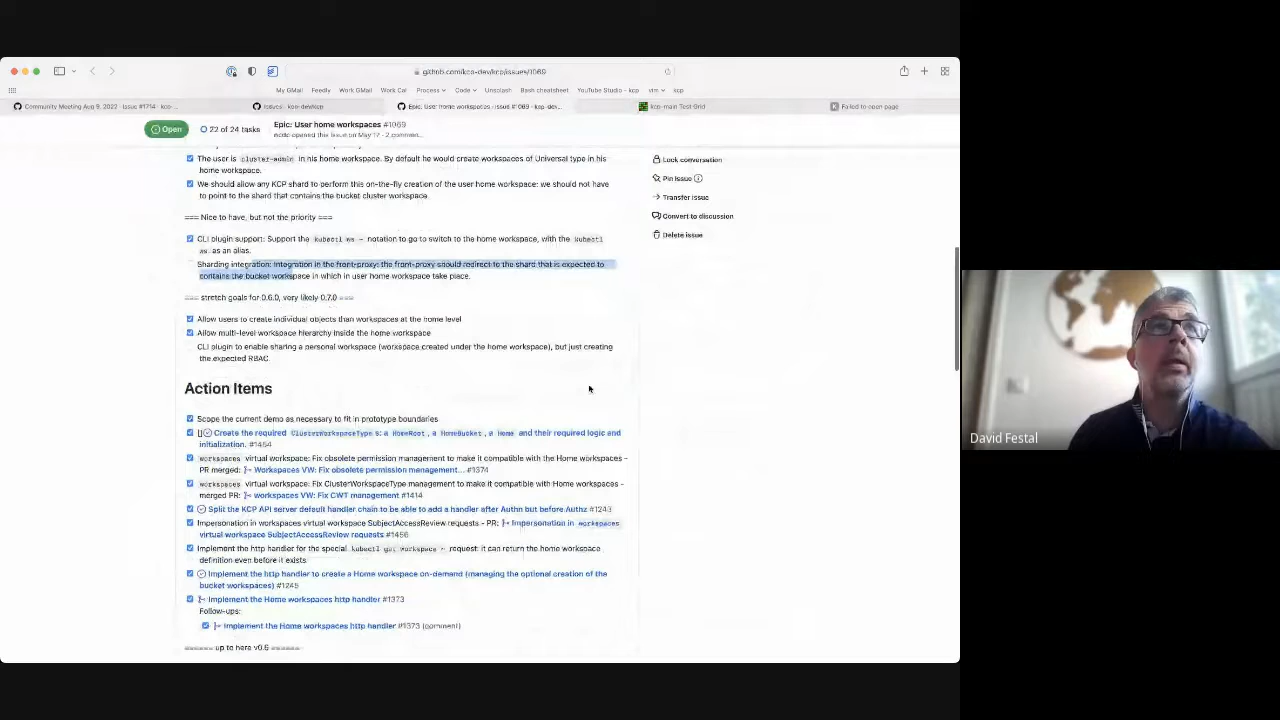 github.com/kcp-dev/kcp/issues/1069
My GMail Feedly Work GMail Work Cal Process Code Unsplash Bash cheatsheet YouTube Studio - kcp vtm kcp
Community Meeting Aug 9, 2022 · Issue #1714 · kcp-... Issues · kcp-dev/kcp Epic: User home workspaces · Issue #1069 · kcp-dev... kcp-main Test Grid Failed to open page
Open 22 of 24 tasks Epic: User home workspaces #1069
opened this issue on May 17 · 2 comment...
The user is cluster-admin in his home workspace. By default he would create workspaces of Universal type in his
home workspace.
We should allow any KCP shard to perform this on-the-fly creation of the user home workspace: we should not have
to point to the shard that contains the bucket cluster workspace.
=== Nice to have, but not the priority ===
CLI plugin support: Support the kubectl ws ~ notation to go to switch to the home workspace, with the kubectl
ws as an alias.
Sharding integration: Integration in the front-proxy: the front-proxy should redirect to the shard that is expected to
contains the bucket workspace in which in user home workspace take place.
=== stretch goals for 0.6.0, very likely 0.7.0 ===
Allow users to create individual objects than workspaces at the home level
Allow multi-level workspace hierarchy inside the home workspace
CLI plugin to enable sharing a personal workspace (workspace created under the home workspace), but just creating
the expected RBAC
Action Items
Scope the current demo as necessary to fit in prototype boundaries
[] Create the required ClusterWorkspaceType s: a HomeRoot, a HomeBucket, a Home and their required logic and
initialization. #1454
workspaces virtual workspace: Fix obsolete permission management to make it compatible with the Home workspaces -
PR merged: Workspaces VW: Fix obsolete permission management... #1374
workspaces virtual workspace: Fix ClusterWorkspaceType management to make it compatible with Home workspaces -
merged PR: workspaces VW: Fix CWT management #1414
Split the KCP API server default handler chain to be able to add a handler after Authn but before Authz #1243
Impersonation in workspaces virtual workspace SubjectAccessReview requests - PR: Impersonation in workspaces
virtual workspace SubjectAccessReview requests #1456
Implement the http handler for the special kubectl get workspace ~ request: it can return the home workspace
definition even before it exists
Implement the http handler to create a Home workspace on-demand (managing the optional creation of the
bucket workspaces) #1245
Implement the Home workspaces http handler #1373
Follow-ups:
Implement the Home workspaces http handler #1373 (comment)
======= up to here v0.6 =======
Lock conversation
Pin issue
Transfer issue
Convert to discussion
Delete issue
David Festal